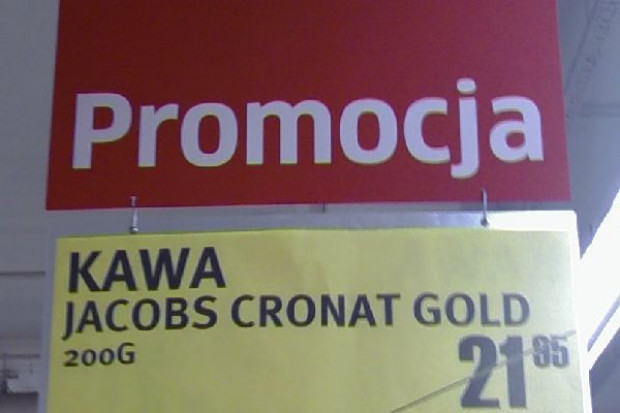 Promocja
KAWA
JACOBS CRONAT GOLD
200G
21 95